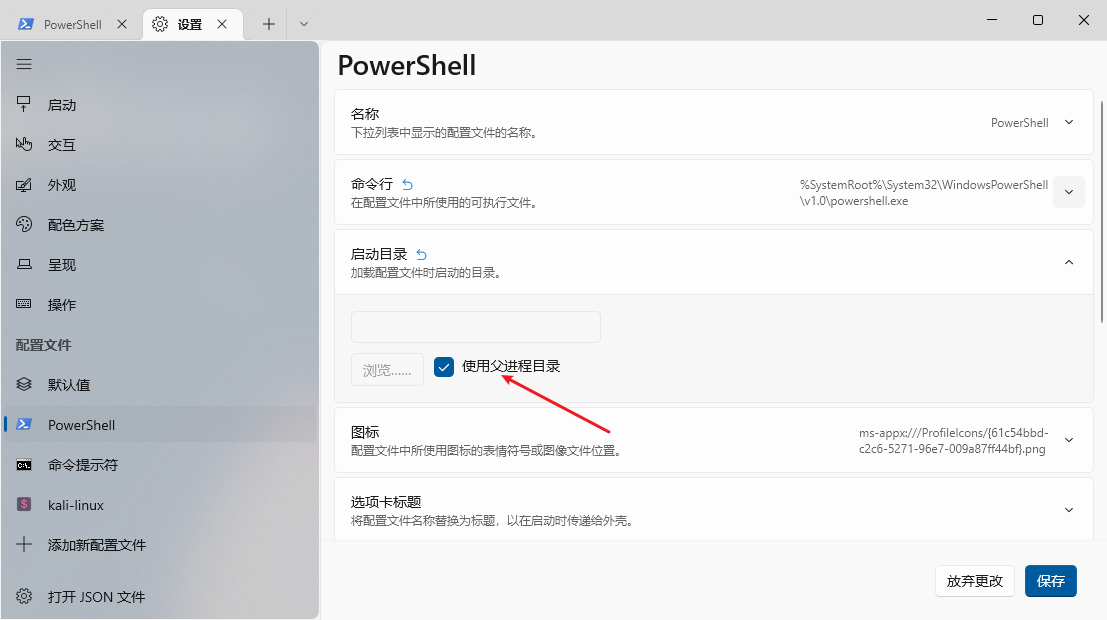 PowerShell
设置
启动
交互
外观
配色方案
呈现
操作
配置文件
默认值
PowerShell
命令提示符
kali-linux
添加新配置文件
打开 JSON 文件
PowerShell
名称
下拉列表中显示的配置文件的名称。
PowerShell
命令行
在配置文件中所使用的可执行文件。
%SystemRoot%\System32\WindowsPowerShell
\v1.0\powershell.exe
启动目录
加载配置文件时启动的目录。
浏览......
使用父进程目录
图标
配置文件中所使用图标的表情符号或图像文件位置。
ms-appx:///ProfileIcons/{61c54bbd-
c2c6-5271-96e7-009a87ff44bf}.png
选项卡标题
将配置文件名称替换为标题，以在启动时传递给外壳。
放弃更改
保存